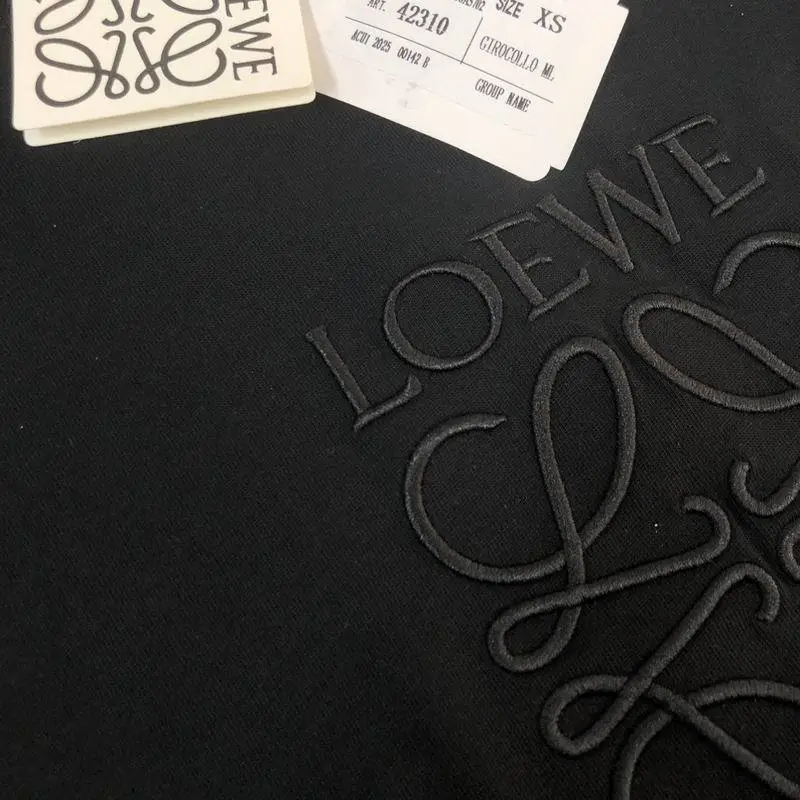 LOEWE
SIZE XS
ART. 42310
GIROCOLLO ML
ACUI 2025 00142 B
GROUP NAME
LOEWE